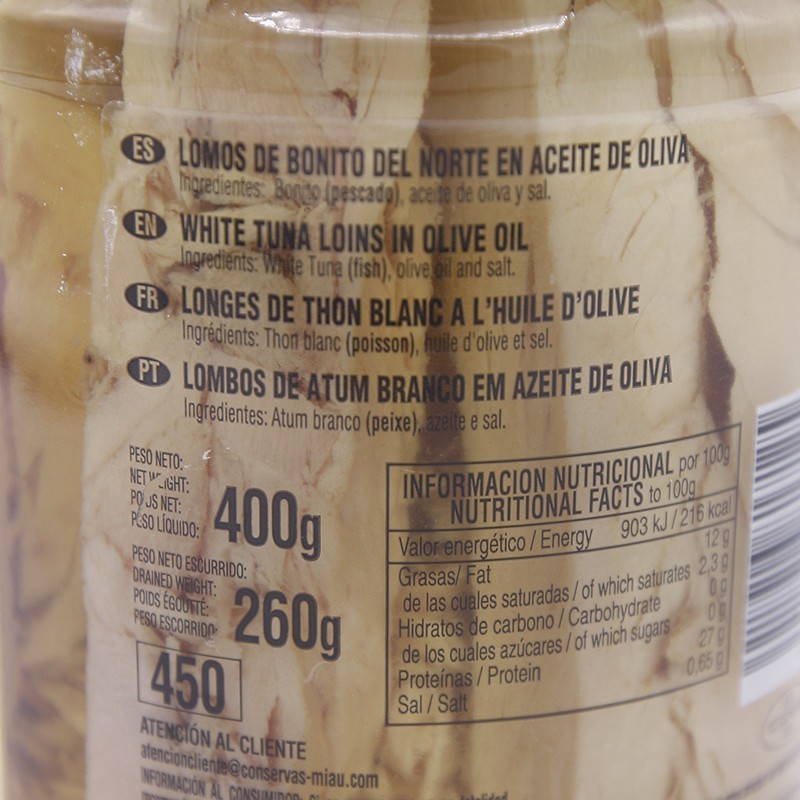 ES LOMOS DE BONITO DEL NORTE EN ACEITE DE OLIVA
Ingredientes: Bonito (pescado), aceite de oliva y sal.
EN WHITE TUNA LOINS IN OLIVE OIL
Ingredients: White Tuna (fish), olive oil and salt.
FR LONGES DE THON BLANC A L'HUILE D'OLIVE
Ingrédients: Thon blanc (poisson), huile d'olive et sel.
PT LOMBOS DE ATUM BRANCO EM AZEITE DE OLIVA
Ingredientes: Atum branco (peixe), azeite e sal.
PESO NETO:
NET WEIGHT:
POIDS NET:
PESO LÍQUIDO:
400g
PESO NETO ESCURRIDO:
DRAINED WEIGHT:
POIDS ÉGOUTTÉ:
PESO ESCORRIDO:
260g
450
ATENCIÓN AL CLIENTE
atencioncliente@conservas-miau.com
INFORMACIÓN AL CONSUMIDOR:
INFORMACION NUTRICIONAL por 100g
NUTRITIONAL FACTS to 100g
Valor energético / Energy 903 kJ / 216 kcal
Grasas/ Fat 12 g
de las cuales saturadas / of which saturates 2,3 g
Hidratos de carbono / Carbohydrate 0 g
de los cuales azúcares / of which sugars 0 g
Proteínas / Protein 27 g
Sal / Salt 0,65 g